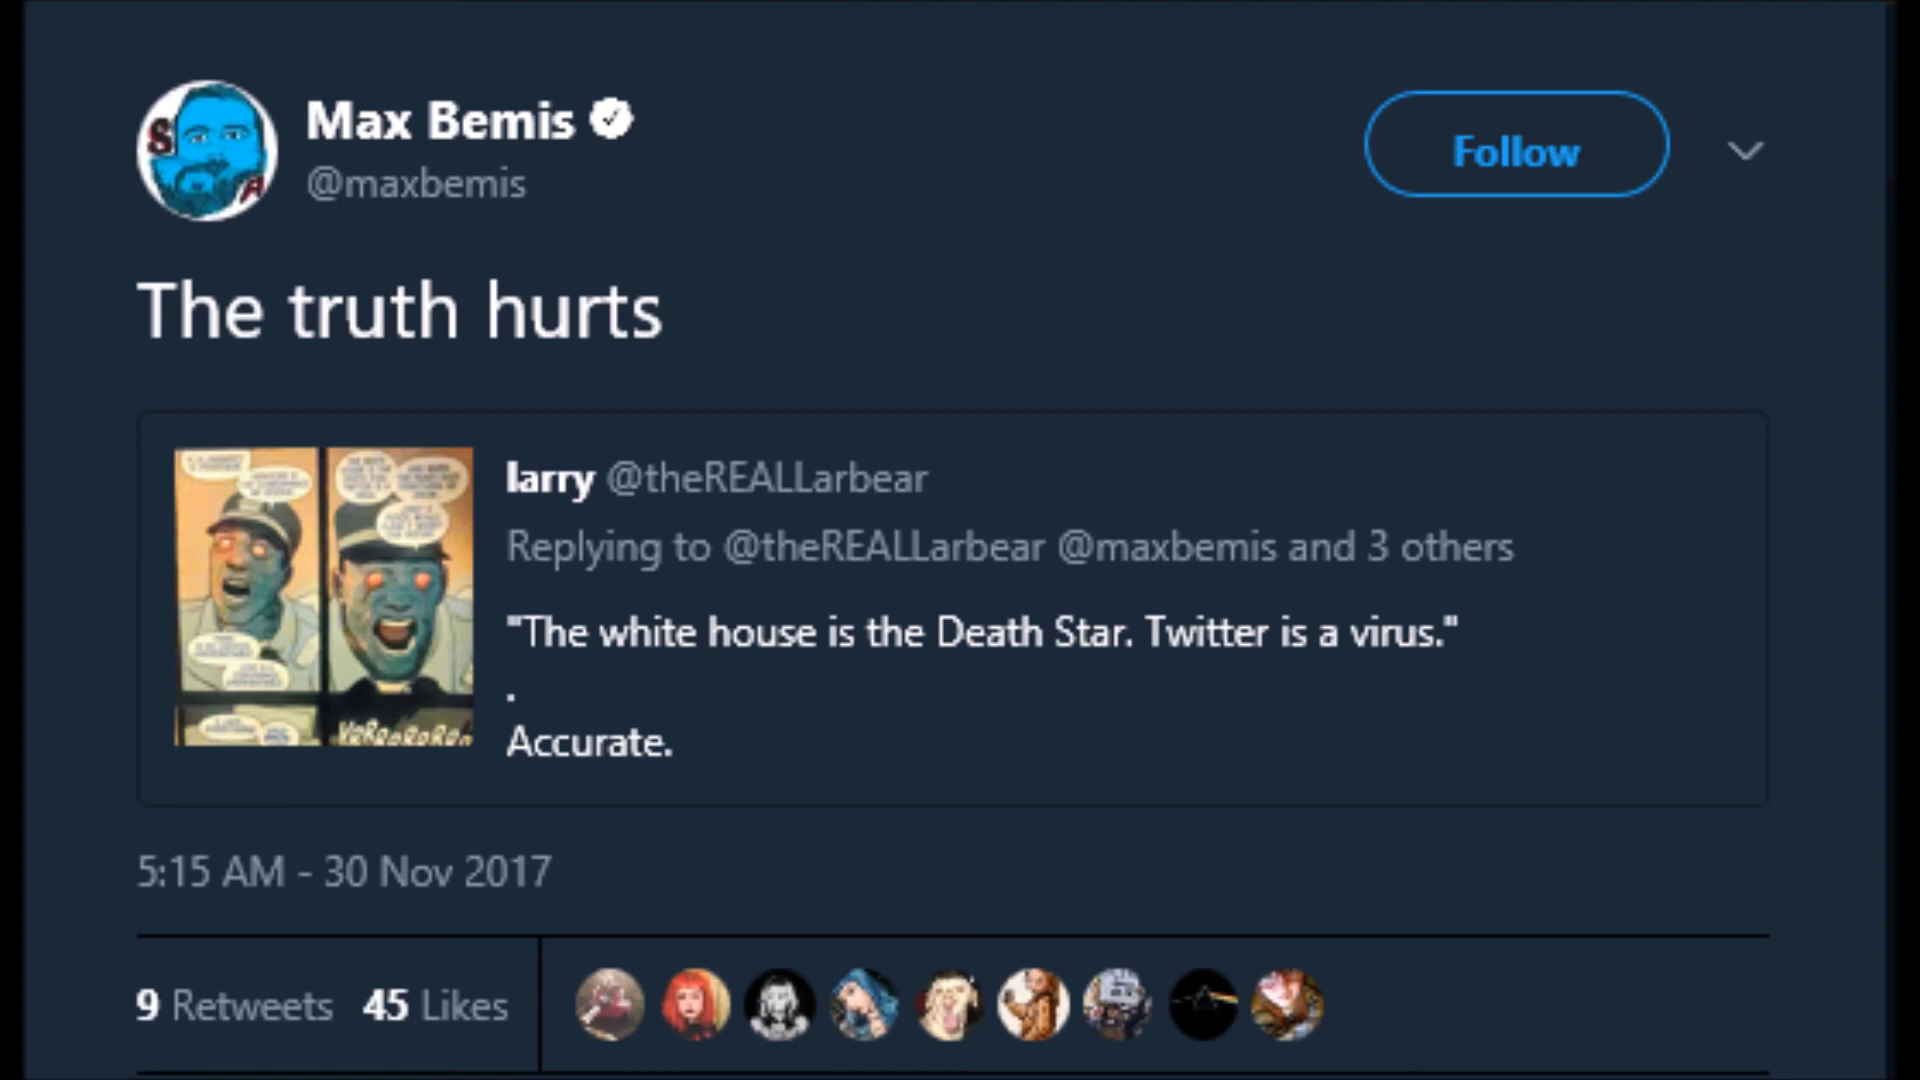 Max Bemis
@maxbemis
Follow
The truth hurts
larry @theREALLarbear
Replying to @theREALLarbear @maxbemis and 3 others
"The white house is the Death Star. Twitter is a virus."
.
Accurate.
5:15 AM - 30 Nov 2017
9 Retweets 45 Likes